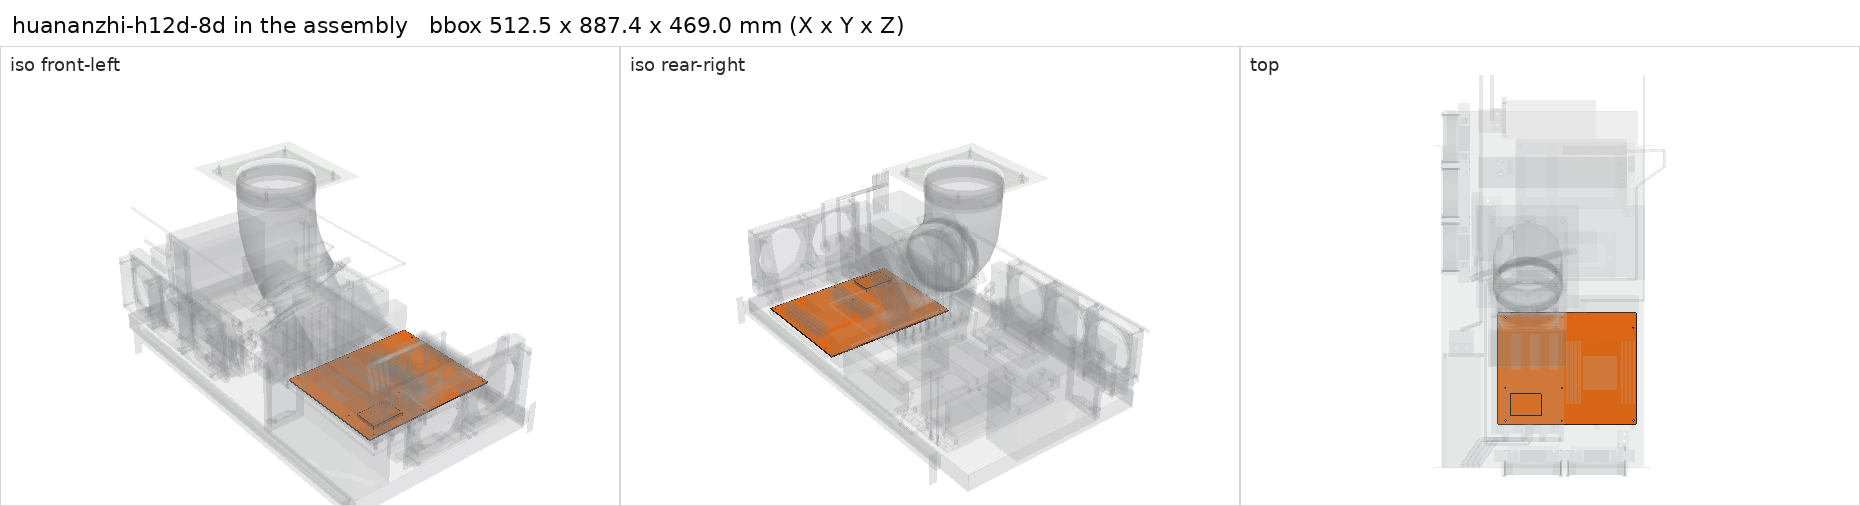 huananzhi-h12d-8d in the assembly   bbox 512.5 x 887.4 x 469.0 mm (X x Y x Z)
iso front-left
iso rear-right
top